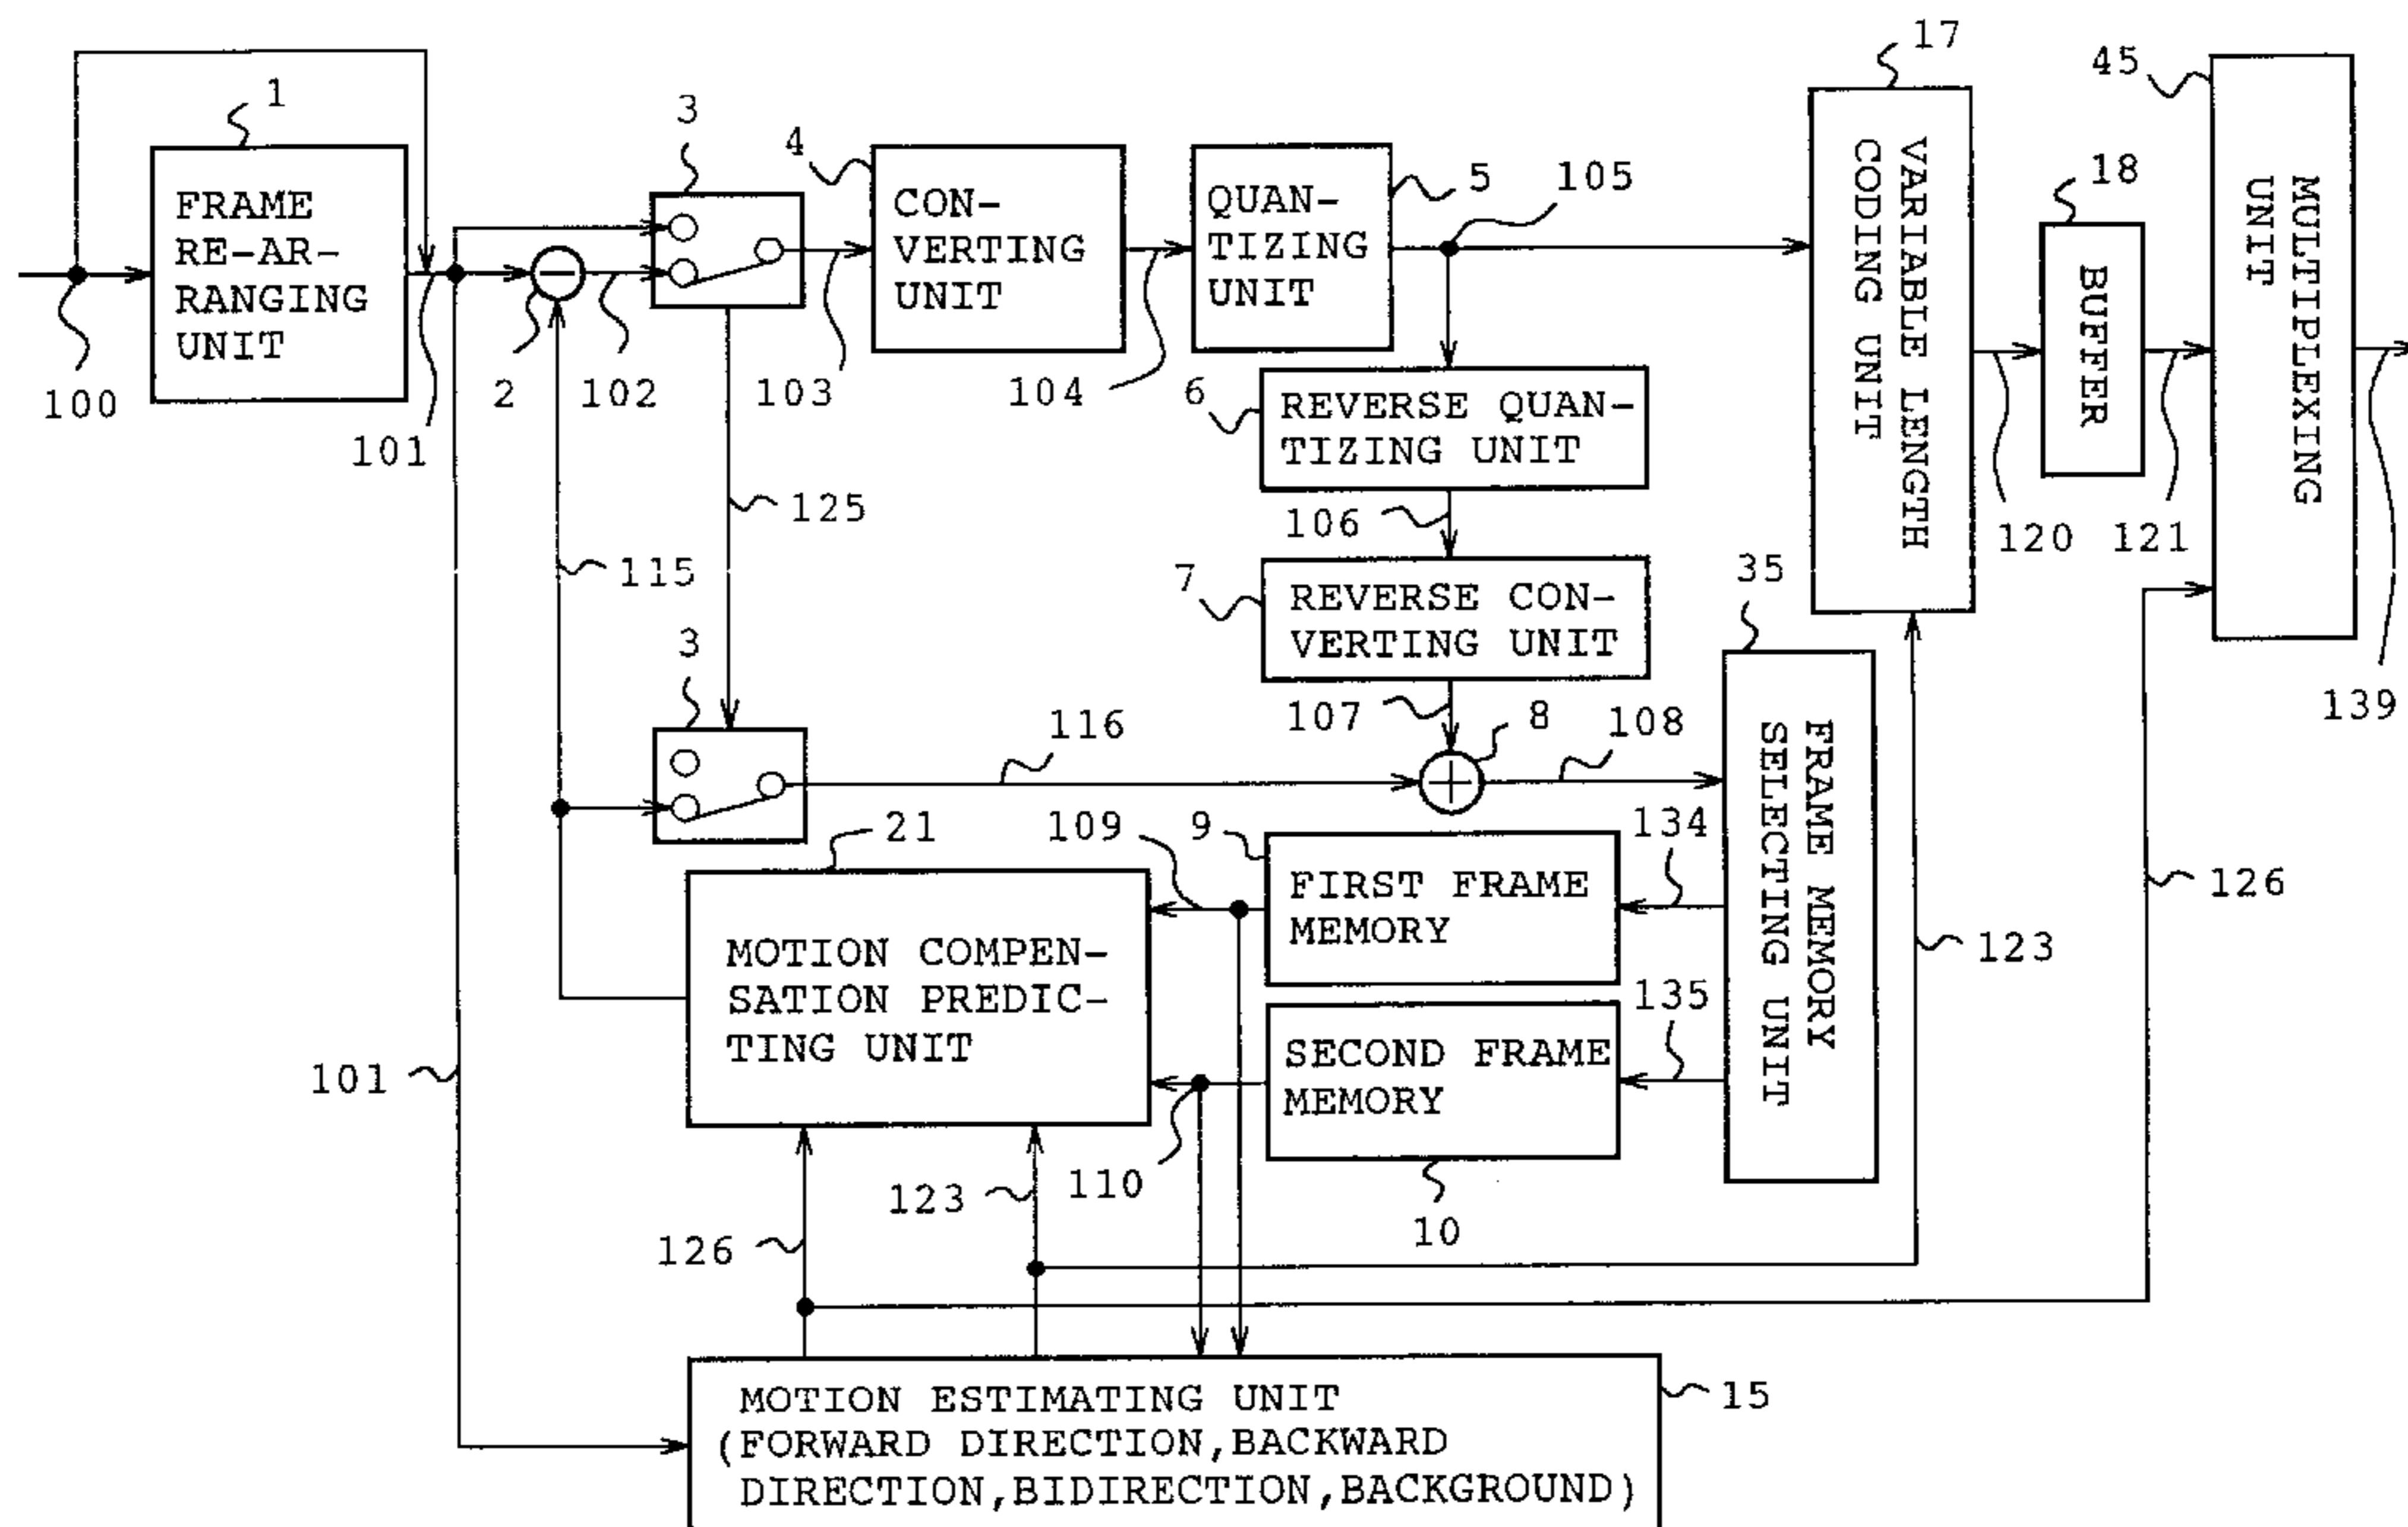 17
45
1
3
4
5
105
18
FRAME
RE-AR-
RANGING
UNIT
CON-
VERTING
UNIT
QUAN-
TIZING
UNIT
VARIABLE LENGTH
CODING UNIT
BUFFER
MULTIPLEXING
UNIT
100
101
2
102
103
104
6
REVERSE QUAN-
TIZING UNIT
120
121
125
106
115
7
REVERSE CON-
VERTING UNIT
35
3
107
8
108
139
116
FRAME MEMORY
SELECTING UNIT
21
109
9
134
126
FIRST FRAME
MEMORY
123
MOTION COMPEN-
SATION PREDIC-
TING UNIT
135
SECOND FRAME
MEMORY
101
110
123
10
126
MOTION ESTIMATING UNIT
(FORWARD DIRECTION,BACKWARD
DIRECTION,BIDIRECTION,BACKGROUND)
15